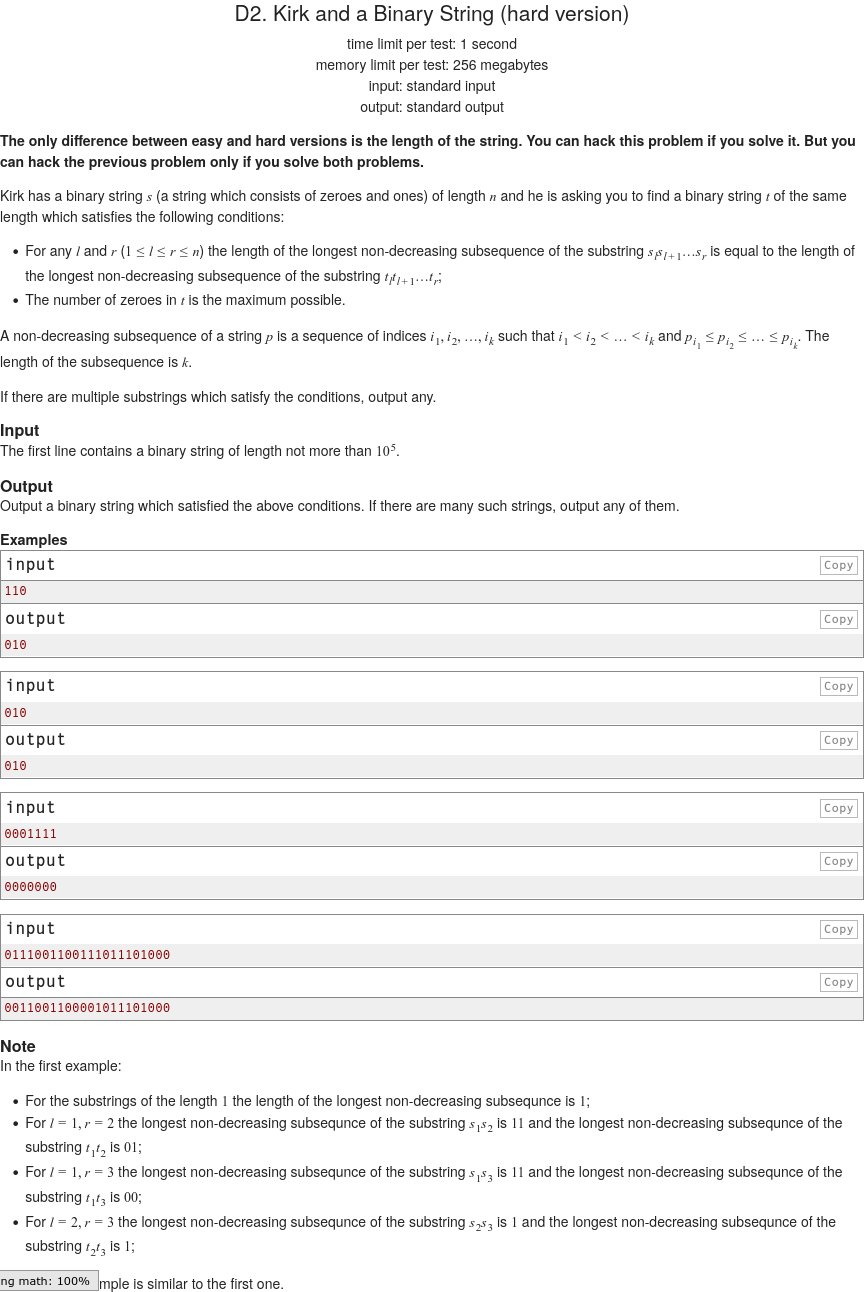 D2. Kirk and a Binary String (hard version)
time limit per test: 1 second
memory limit per test: 256 megabytes
input: standard input
output: standard output
The only difference between easy and hard versions is the length of the string. You can hack this problem if you solve it. But you
can hack the previous problem only if you solve both problems.
Kirk has a binary string s (a string which consists of zeroes and ones) of length n and he is asking you to find a binary string t of the same
length which satisfies the following conditions:
• For any l and r (1 ≤ l ≤ r ≤ n) the length of the longest non-decreasing subsequence of the substring s_l s_{l+1}…s_r is equal to the length of
the longest non-decreasing subsequence of the substring t_l t_{l+1}…t_r;
• The number of zeroes in t is the maximum possible.
A non-decreasing subsequence of a string p is a sequence of indices i_1, i_2, …, i_k such that i_1 < i_2 < … < i_k and p_{i_1} ≤ p_{i_2} ≤ … ≤ p_{i_k}. The
length of the subsequence is k.
If there are multiple substrings which satisfy the conditions, output any.
Input
The first line contains a binary string of length not more than 10^5.
Output
Output a binary string which satisfied the above conditions. If there are many such strings, output any of them.
Examples
input Copy
110
output Copy
010
input Copy
010
output Copy
010
input Copy
0001111
output Copy
0000000
input Copy
0111001100111011101000
output Copy
0011001100001011101000
Note
In the first example:
• For the substrings of the length 1 the length of the longest non-decreasing subsequnce is 1;
• For l = 1, r = 2 the longest non-decreasing subsequnce of the substring s_1 s_2 is 11 and the longest non-decreasing subsequnce of the
substring t_1 t_2 is 01;
• For l = 1, r = 3 the longest non-decreasing subsequnce of the substring s_1 s_3 is 11 and the longest non-decreasing subsequnce of the
substring t_1 t_3 is 00;
• For l = 2, r = 3 the longest non-decreasing subsequnce of the substring s_2 s_3 is 1 and the longest non-decreasing subsequnce of the
substring t_2 t_3 is 1;
ng math: 100% mple is similar to the first one.